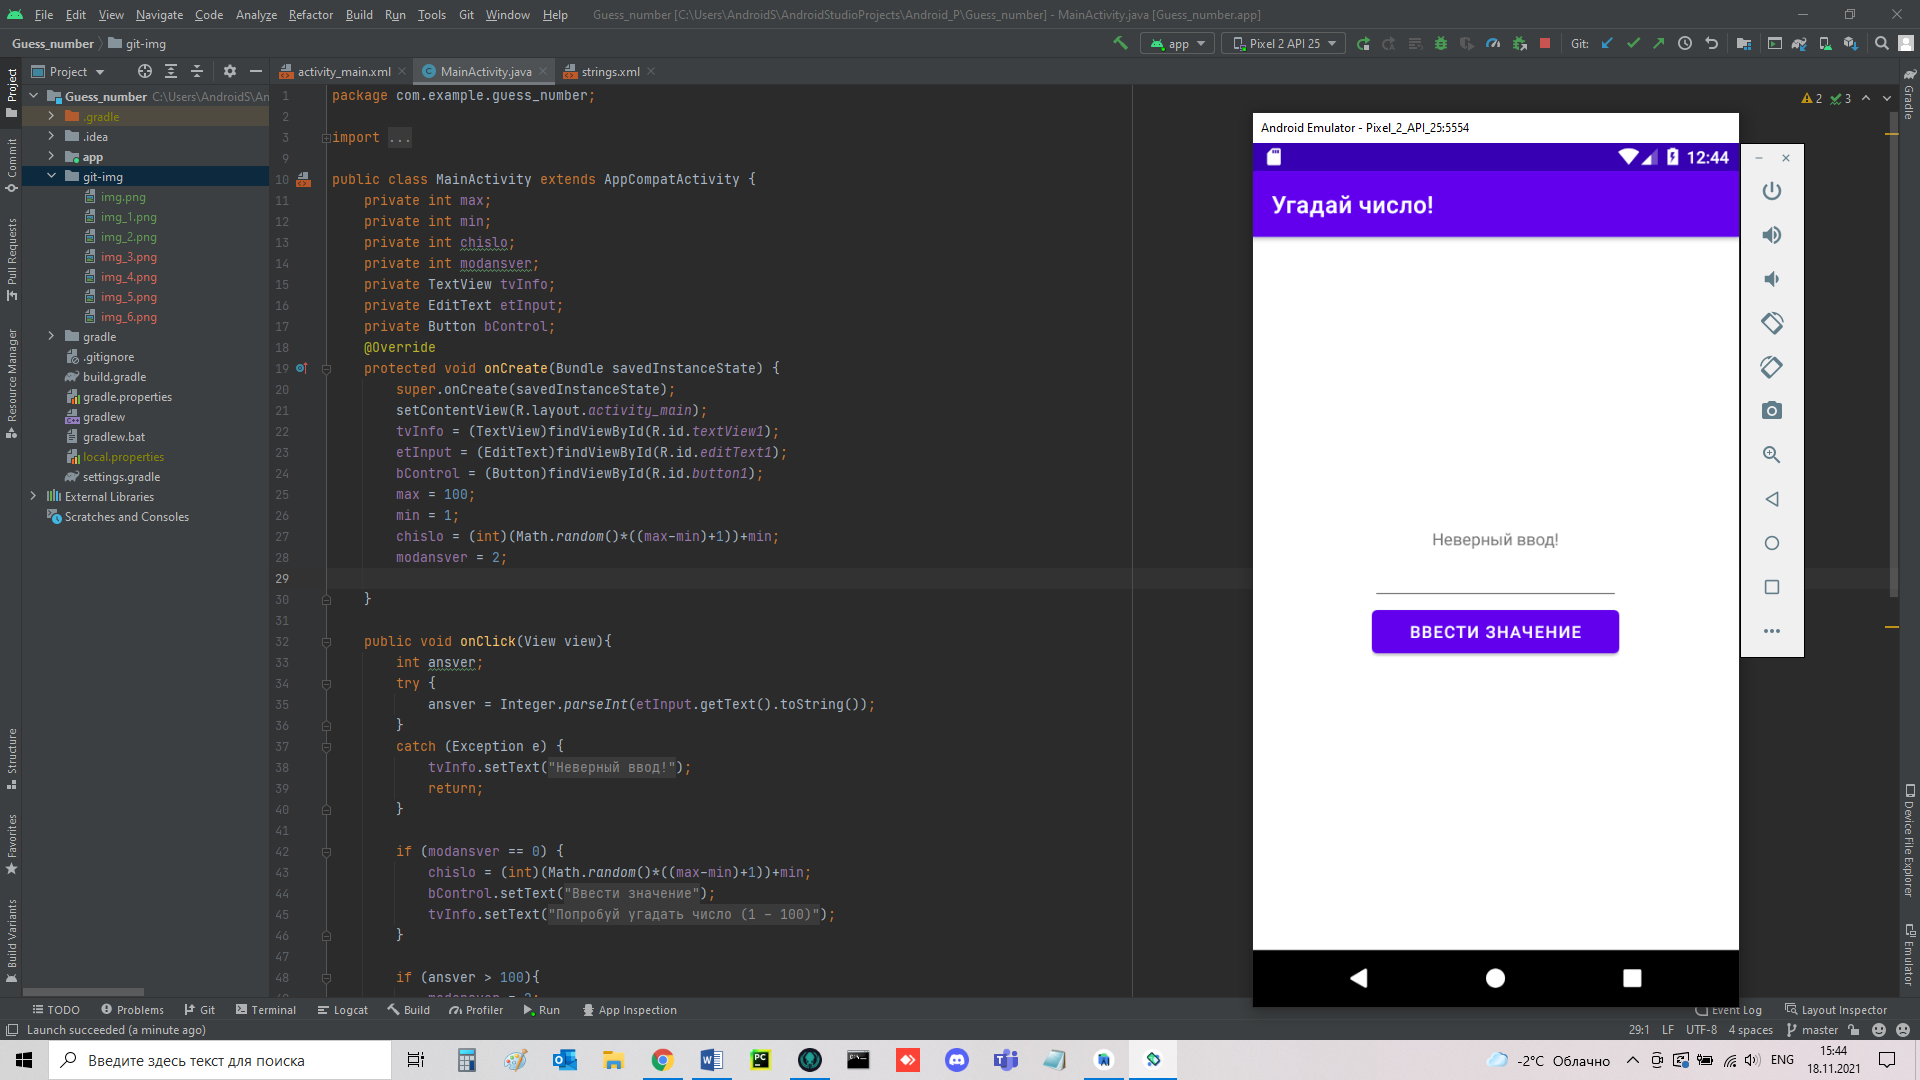 File Edit View Navigate Code Analyze Refactor Build Run Tools Git Window Help Guess_number [C:\Users\AndroidS\AndroidStudioProjects\Android_P\Guess_number] - MainActivity.java [Guess_number.app]
Guess_number git-img app Pixel 2 API 25 Git:
Project activity_main.xml MainActivity.java strings.xml
Guess_number C:\Users\AndroidS\An
.gradle
.idea
app
git-img
img.png
img_1.png
img_2.png
img_3.png
img_4.png
img_5.png
img_6.png
gradle
.gitignore
build.gradle
gradle.properties
gradlew
gradlew.bat
local.properties
settings.gradle
External Libraries
Scratches and Consoles
Project
Commit
Pull Requests
Resource Manager
Structure
Favorites
Build Variants
1 package com.example.guess_number;
2
3 import ...
9
10 public class MainActivity extends AppCompatActivity {
11 private int max;
12 private int min;
13 private int chislo;
14 private int modansver;
15 private TextView tvInfo;
16 private EditText etInput;
17 private Button bControl;
18 @Override
19 protected void onCreate(Bundle savedInstanceState) {
20 super.onCreate(savedInstanceState);
21 setContentView(R.layout.activity_main);
22 tvInfo = (TextView)findViewById(R.id.textView1);
23 etInput = (EditText)findViewById(R.id.editText1);
24 bControl = (Button)findViewById(R.id.button1);
25 max = 100;
26 min = 1;
27 chislo = (int)(Math.random()*((max-min)+1))+min;
28 modansver = 2;
29
30 }
31
32 public void onClick(View view){
33 int ansver;
34 try {
35 ansver = Integer.parseInt(etInput.getText().toString());
36 }
37 catch (Exception e) {
38 tvInfo.setText("Неверный ввод!");
39 return;
40 }
41
42 if (modansver == 0) {
43 chislo = (int)(Math.random()*((max-min)+1))+min;
44 bControl.setText("Ввести значение");
45 tvInfo.setText("Попробуй угадать число (1 - 100)");
46 }
47
48 if (ansver > 100){
2 3
Android Emulator - Pixel_2_API_25:5554
12:44
Угадай число!
Неверный ввод!
ВВЕСТИ ЗНАЧЕНИЕ
Gradle
Device File Explorer
Emulator
TODO Problems Git Terminal Logcat Build Profiler Run App Inspection Event Log Layout Inspector
Launch succeeded (a minute ago) 29:1 LF UTF-8 4 spaces master
Введите здесь текст для поиска -2°C Облачно ENG 15:44
18.11.2021